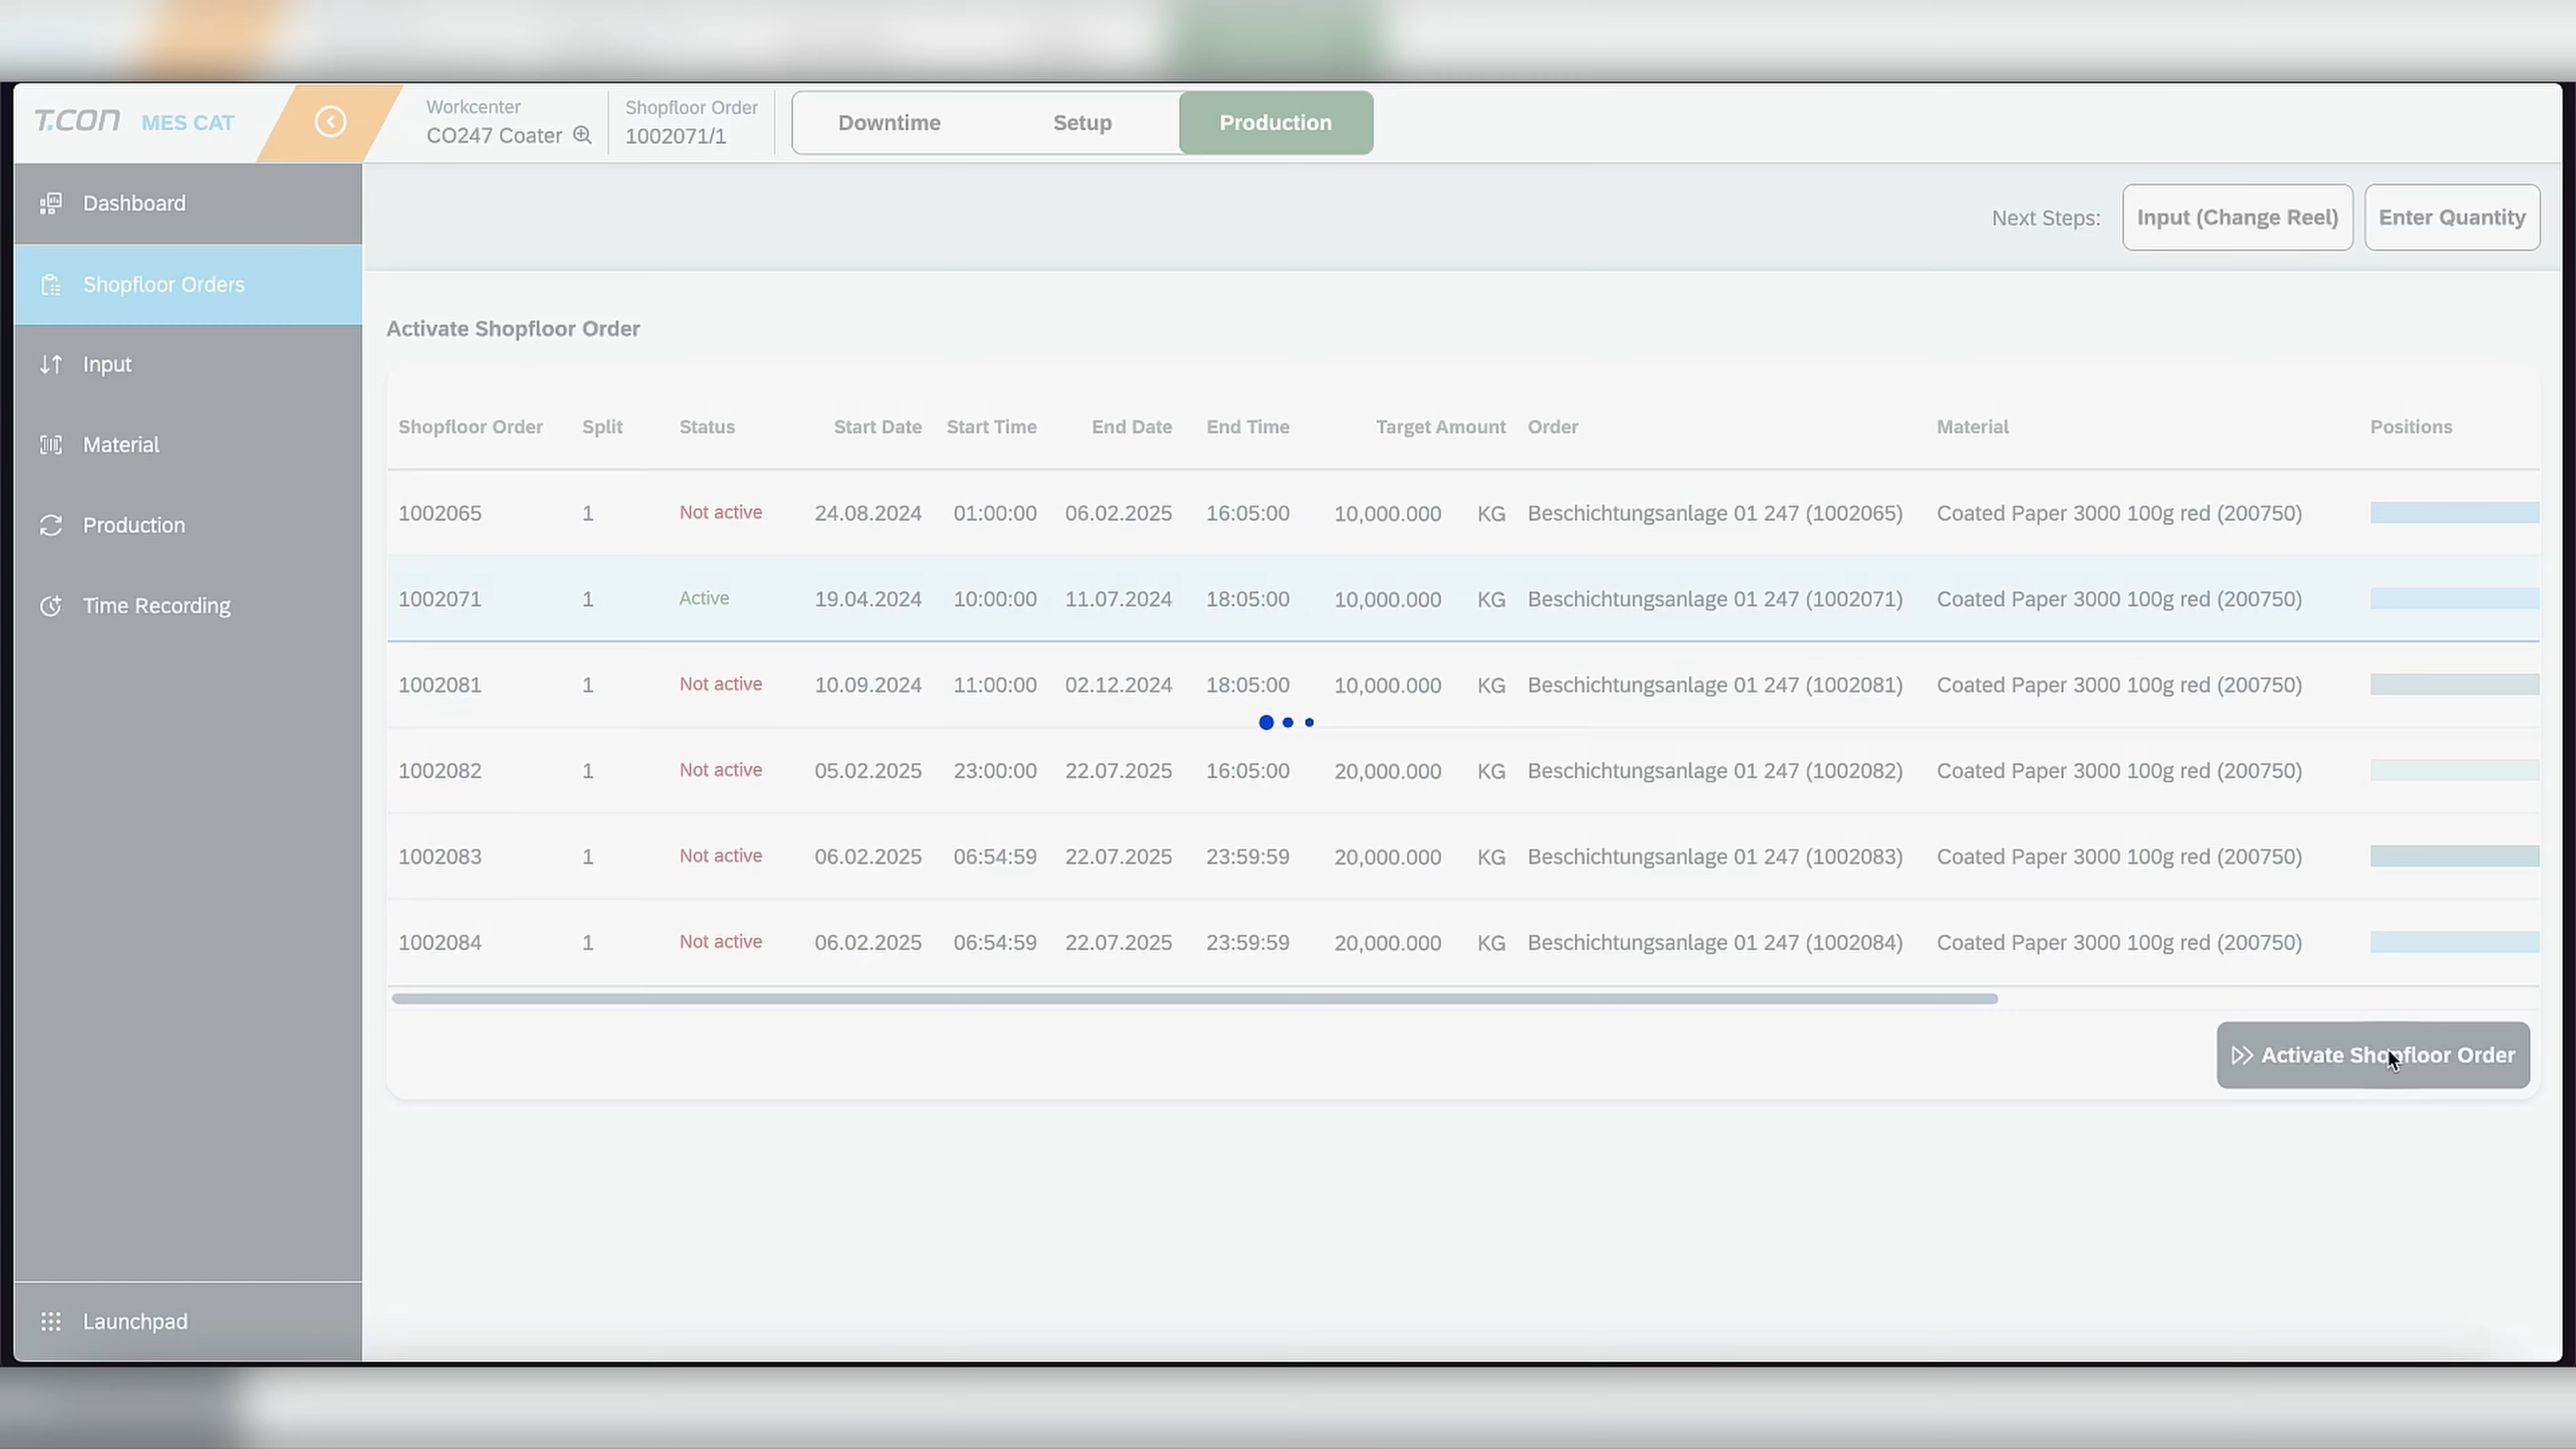 T.CON MES CAT
Workcenter
CO247 Coater
Shopfloor Order
1002071/1
Downtime Setup Production
Dashboard
Shopfloor Orders
Input
Material
Production
Time Recording
Launchpad
Next Steps: Input (Change Reel) Enter Quantity
Activate Shopfloor Order
Shopfloor Order Split Status Start Date Start Time End Date End Time Target Amount Order Material Positions
1002065 1 Not active 24.08.2024 01:00:00 06.02.2025 16:05:00 10,000.000 KG Beschichtungsanlage 01 247 (1002065) Coated Paper 3000 100g red (200750)
1002071 1 Active 19.04.2024 10:00:00 11.07.2024 18:05:00 10,000.000 KG Beschichtungsanlage 01 247 (1002071) Coated Paper 3000 100g red (200750)
1002081 1 Not active 10.09.2024 11:00:00 02.12.2024 18:05:00 10,000.000 KG Beschichtungsanlage 01 247 (1002081) Coated Paper 3000 100g red (200750)
1002082 1 Not active 05.02.2025 23:00:00 22.07.2025 16:05:00 20,000.000 KG Beschichtungsanlage 01 247 (1002082) Coated Paper 3000 100g red (200750)
1002083 1 Not active 06.02.2025 06:54:59 22.07.2025 23:59:59 20,000.000 KG Beschichtungsanlage 01 247 (1002083) Coated Paper 3000 100g red (200750)
1002084 1 Not active 06.02.2025 06:54:59 22.07.2025 23:59:59 20,000.000 KG Beschichtungsanlage 01 247 (1002084) Coated Paper 3000 100g red (200750)
Activate Shopfloor Order